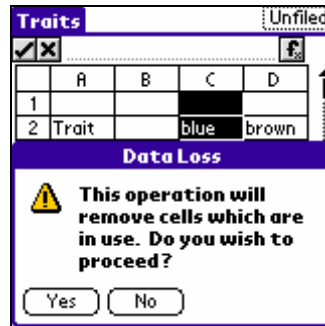 Traits Unfiled
fx
A B C D
1
2 Trait blue brown
Data Loss
This operation will
remove cells which are
in use. Do you wish to
proceed?
Yes No